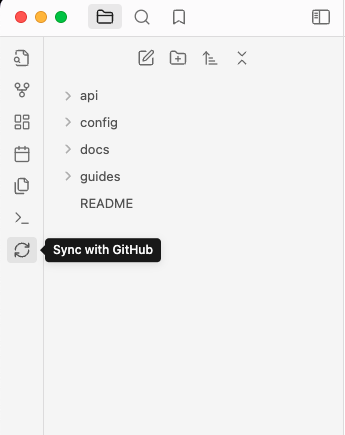 api
config
docs
guides
README
Sync with GitHub